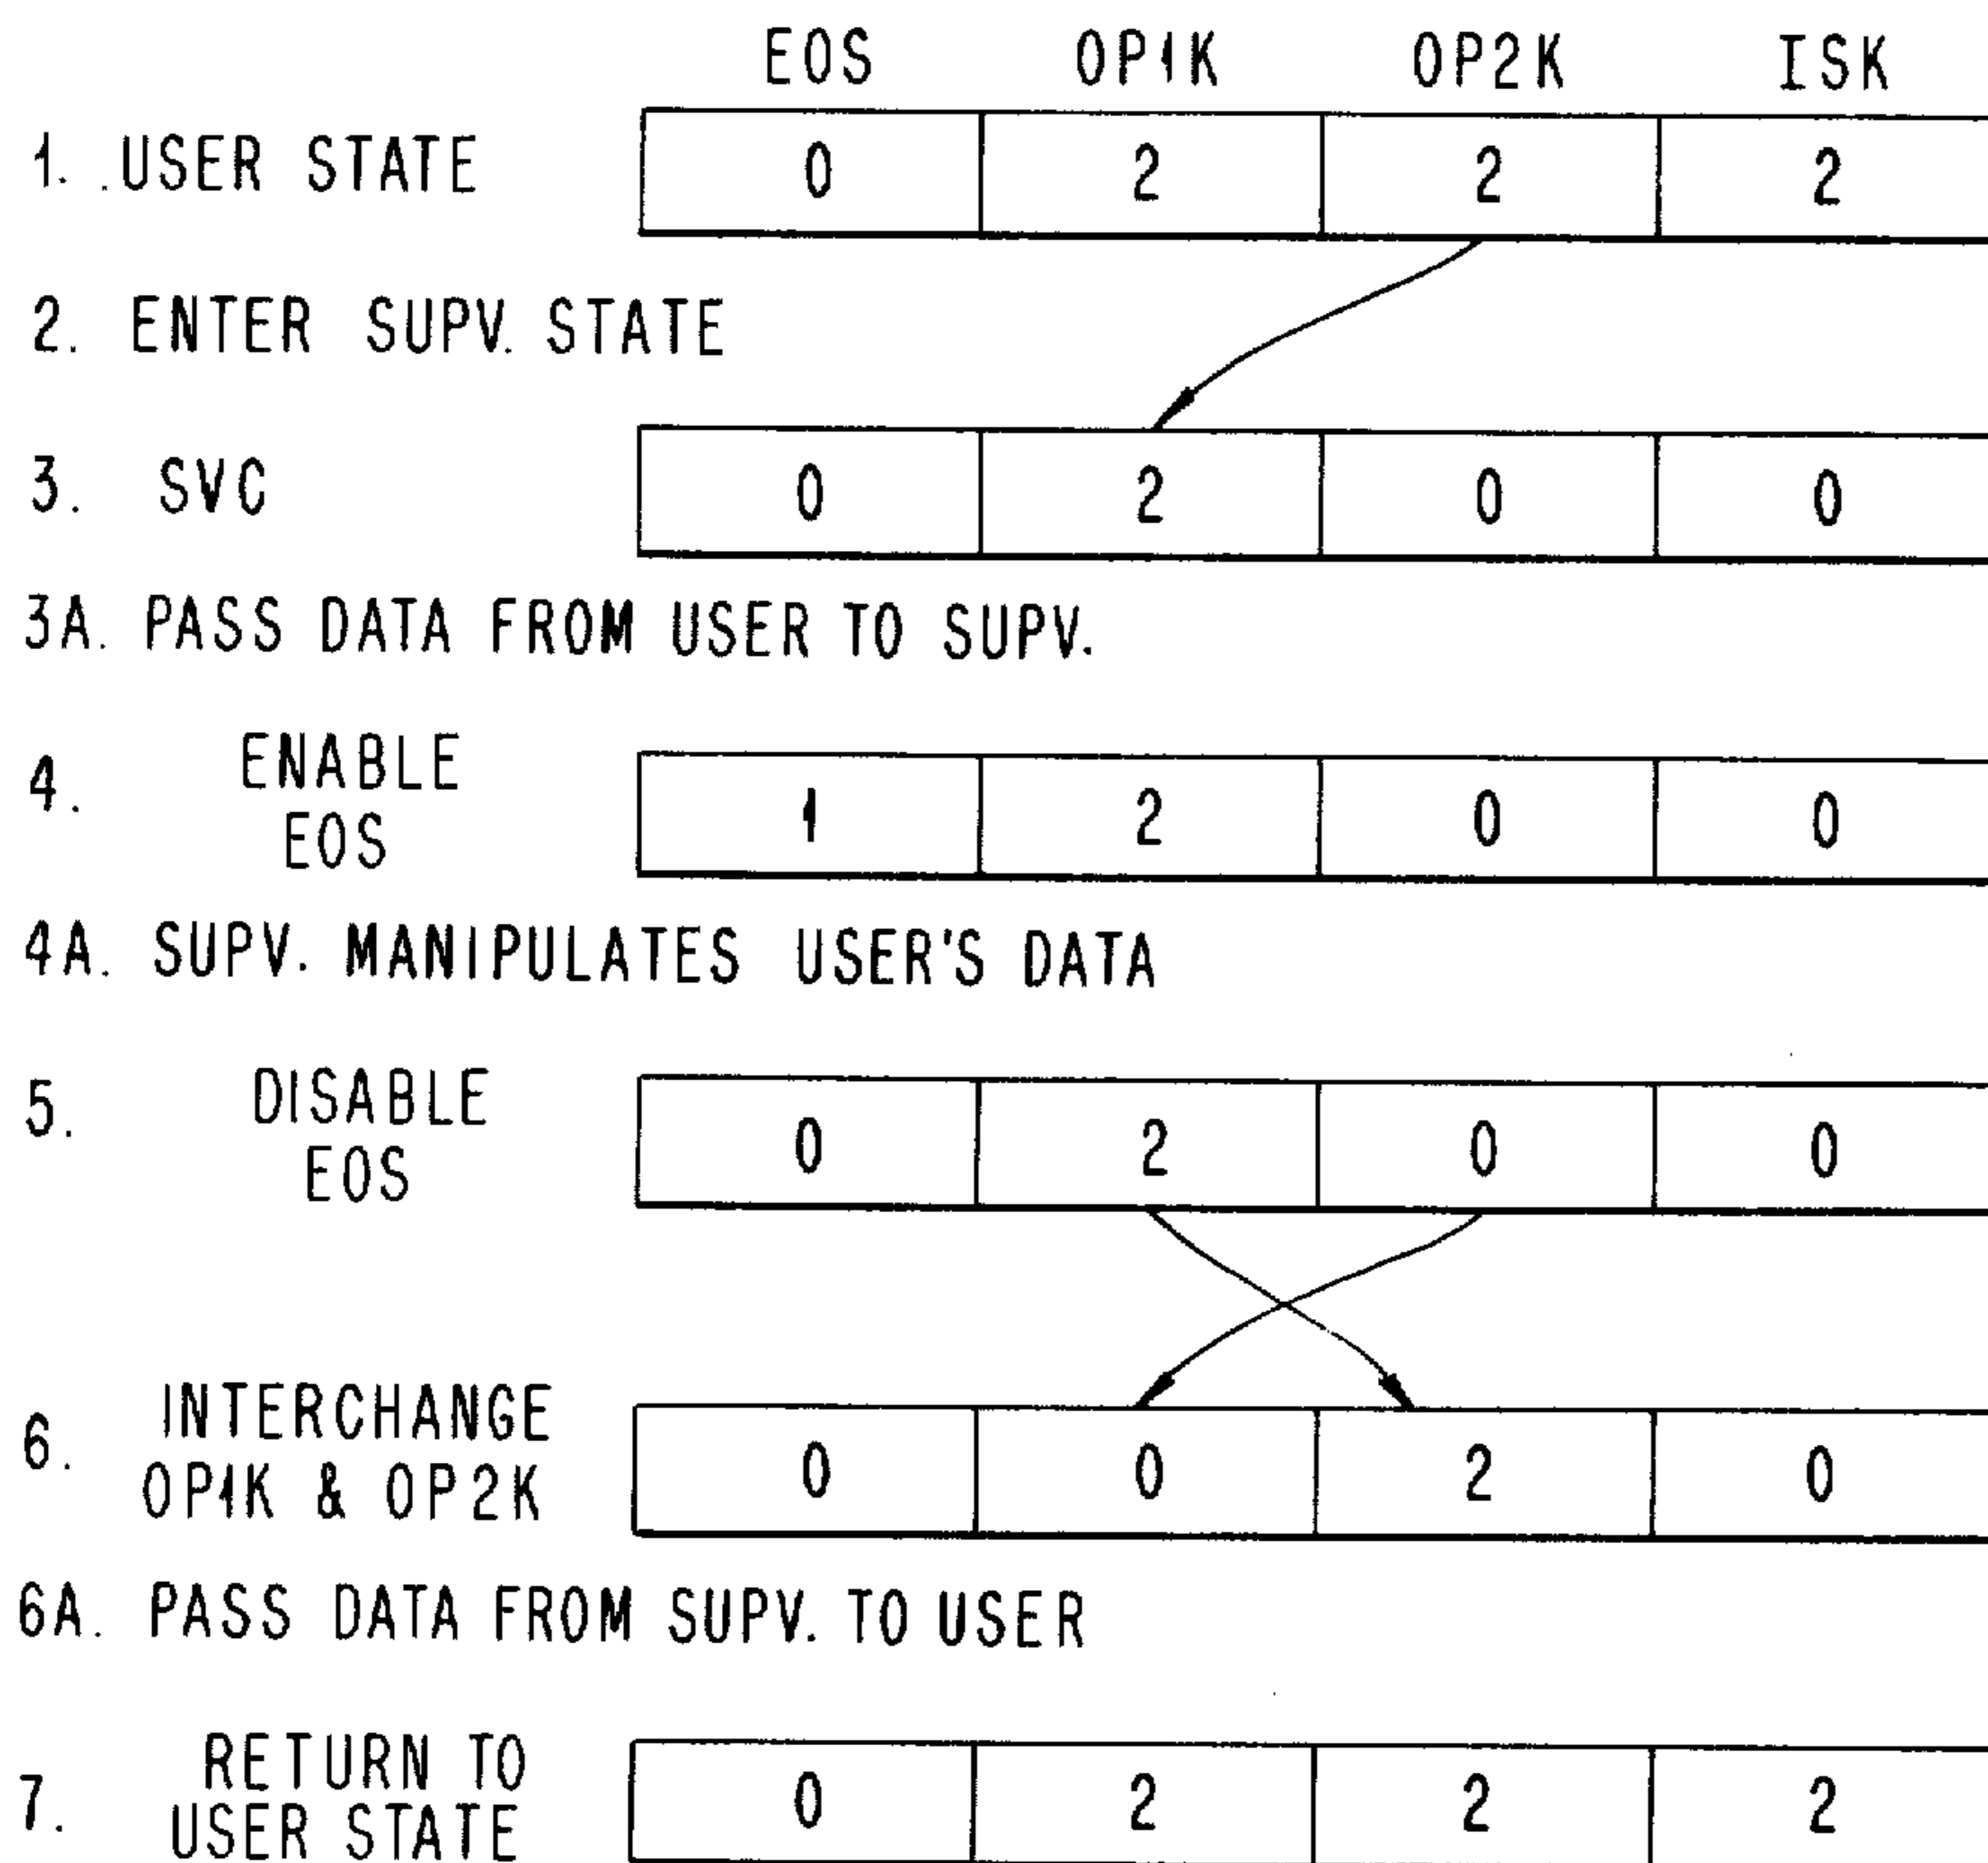 EOS OP1K OP2K ISK
1. USER STATE 0 2 2 2
2. ENTER SUPV. STATE
3. SVC 0 2 0 0
3A. PASS DATA FROM USER TO SUPV.
4. ENABLE EOS 1 2 0 0
4A. SUPV. MANIPULATES USER'S DATA
5. DISABLE EOS 0 2 0 0
6. INTERCHANGE OP1K & OP2K 0 0 2 0
6A. PASS DATA FROM SUPV. TO USER
7. RETURN TO USER STATE 0 2 2 2